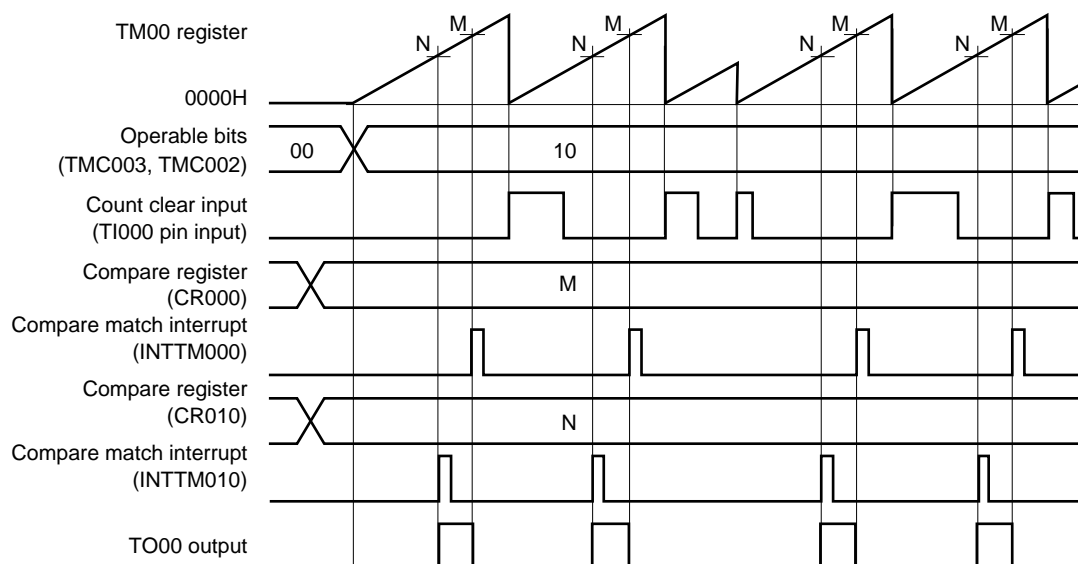 TM00 register
N
M
N
M
N
M
N
M
0000H
Operable bits
(TMC003, TMC002)
00
10
Count clear input
(TI000 pin input)
Compare register
(CR000)
M
Compare match interrupt
(INTTM000)
Compare register
(CR010)
N
Compare match interrupt
(INTTM010)
TO00 output